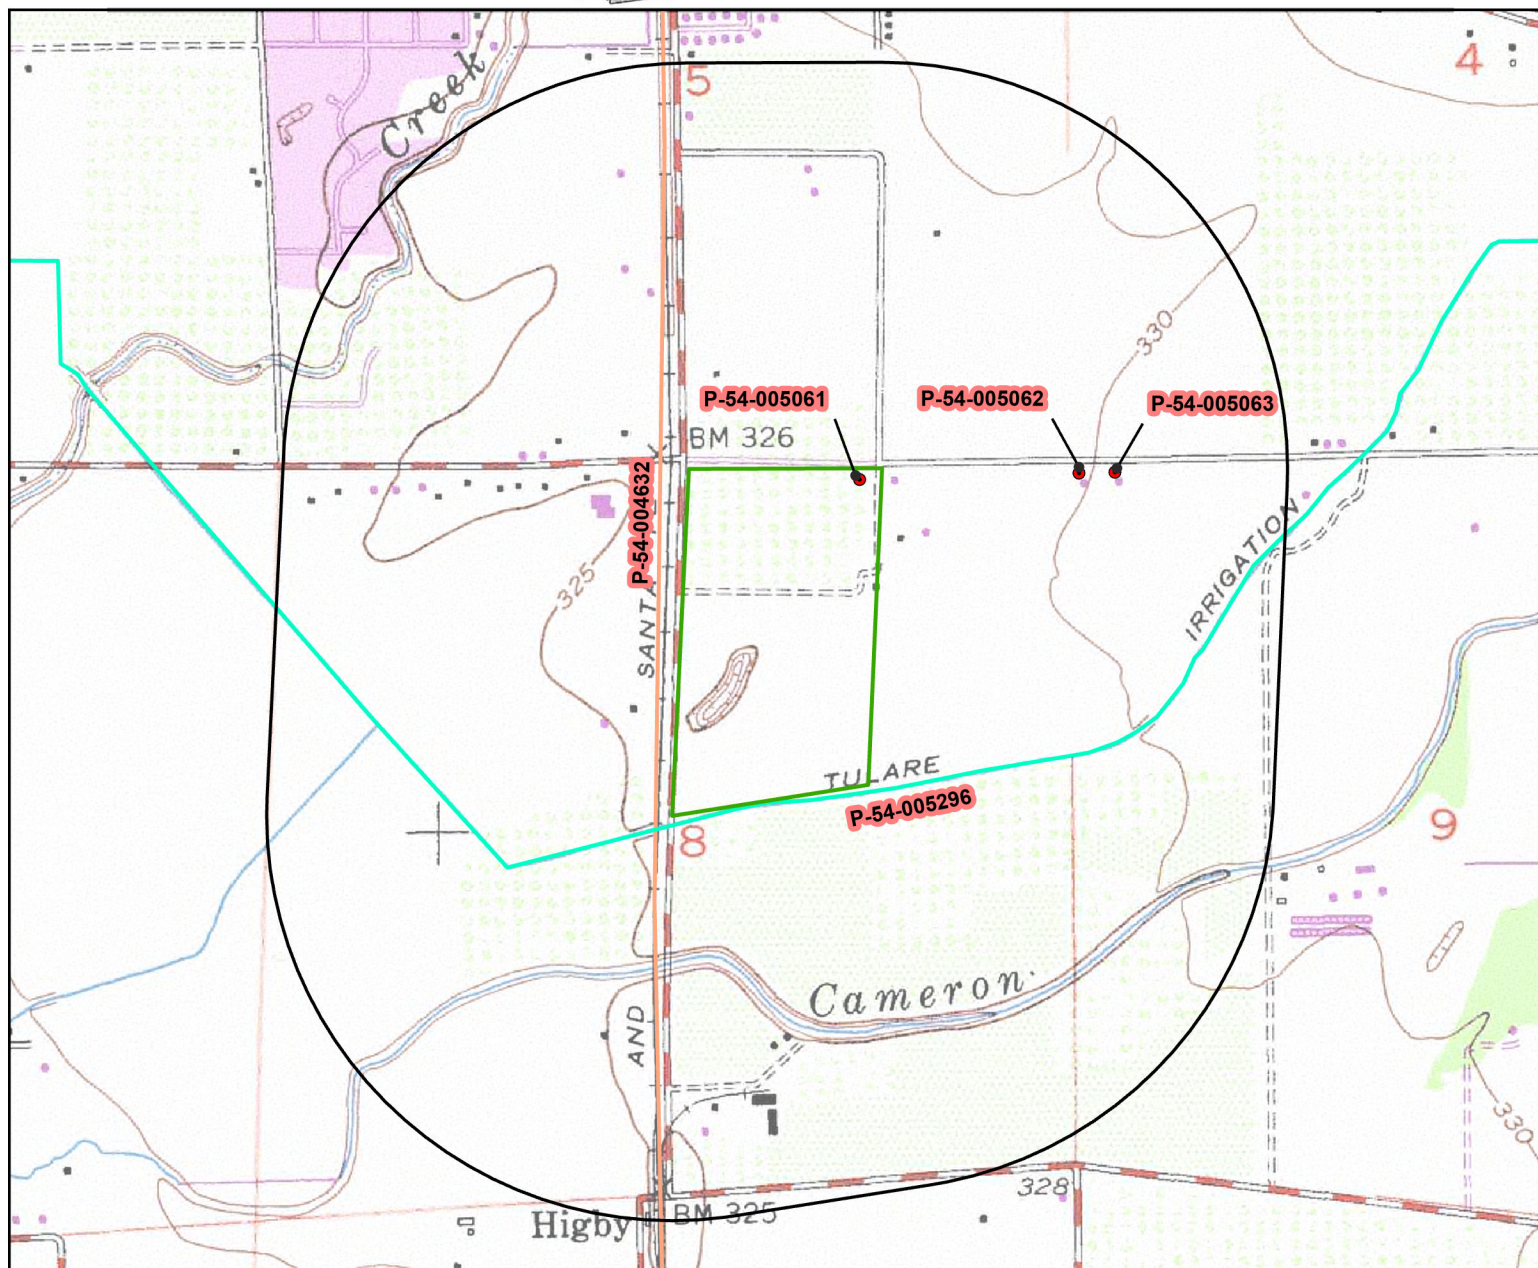 Creek
5
4
330
P-54-005061
P-54-005062
P-54-005063
BM 326
P-54-004632
325
SANTA
IRRIGATION
TULARE
P-54-005296
8
9
Cameron
AND
330
328
Higby
BM 325